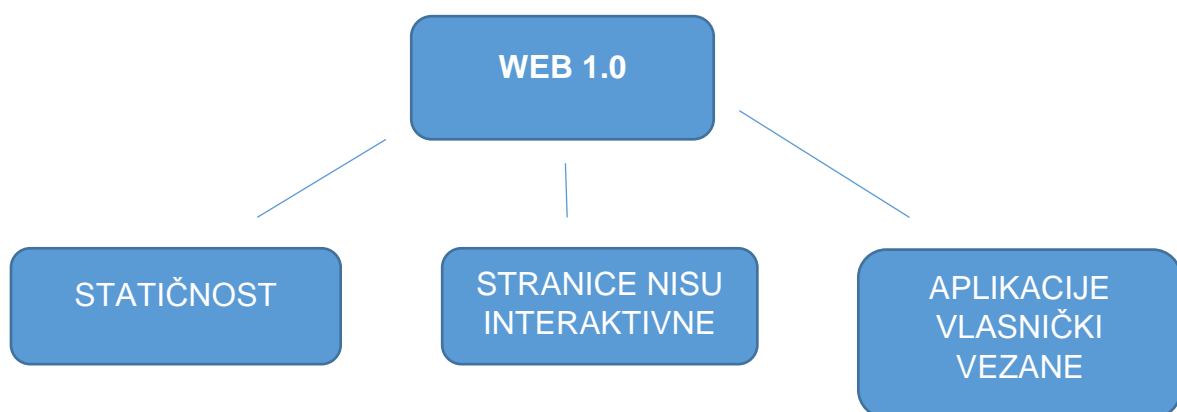 WEB 1.0
STATIČNOST
STRANICE NISU
INTERAKTIVNE
APLIKACIJE
VLASNIČKI
VEZANE